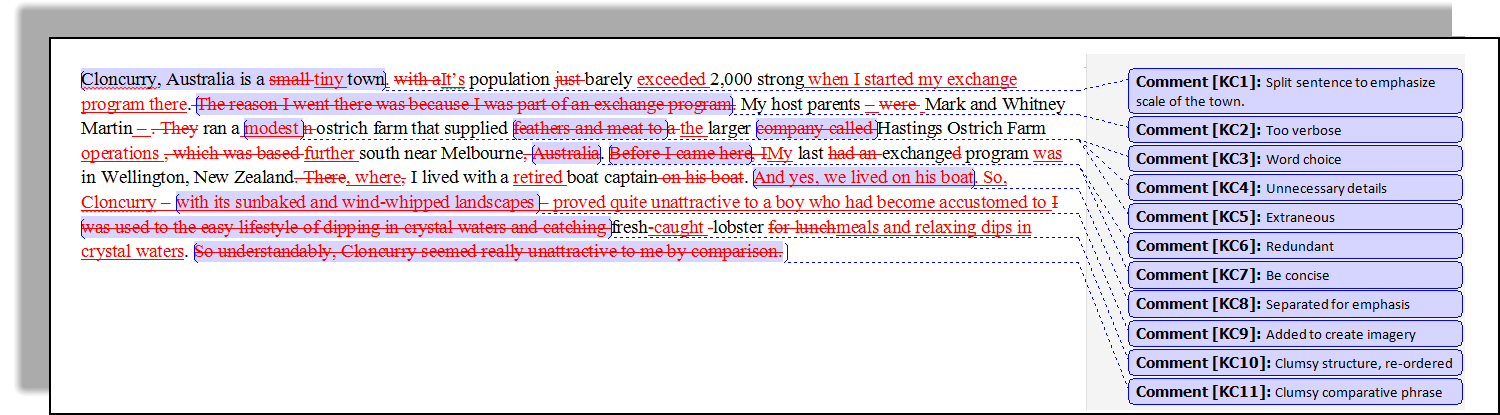 Cloncurry, Australia is a small tiny town, with aIt's population just barely exceeded 2,000 strong when I started my exchange
program there. The reason I went there was because I was part of an exchange program. My host parents – were Mark and Whitney
Martin – . They ran a modest n ostrich farm that supplied feathers and meat to a the larger company called Hastings Ostrich Farm
operations , which was based further south near Melbourne, Australia. Before I came here, IMy last had an exchanged program was
in Wellington, New Zealand. There, where, I lived with a retired boat captain on his boat. And yes, we lived on his boat. So,
Cloncurry – with its sunbaked and wind-whipped landscapes – proved quite unattractive to a boy who had become accustomed to I
was used to the easy lifestyle of dipping in crystal waters and catching fresh-caught -lobster for lunchmeals and relaxing dips in
crystal waters. So understandably, Cloncurry seemed really unattractive to me by comparison.
Comment [KC1]: Split sentence to emphasize
scale of the town.
Comment [KC2]: Too verbose
Comment [KC3]: Word choice
Comment [KC4]: Unnecessary details
Comment [KC5]: Extraneous
Comment [KC6]: Redundant
Comment [KC7]: Be concise
Comment [KC8]: Separated for emphasis
Comment [KC9]: Added to create imagery
Comment [KC10]: Clumsy structure, re-ordered
Comment [KC11]: Clumsy comparative phrase